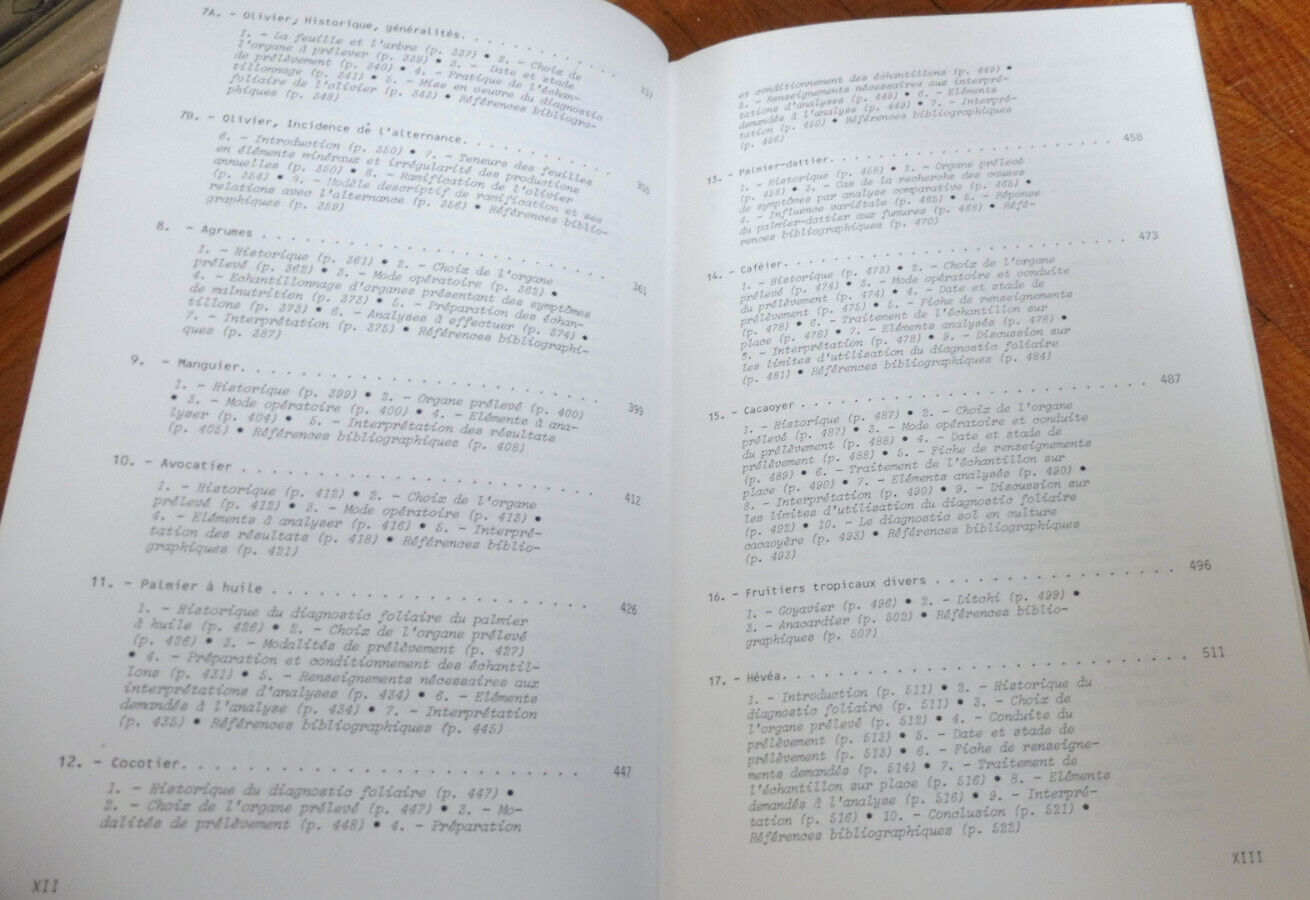 7A. - Olivier, Historique, généralités. . . . . . . . . . . 337
1. - La feuille et l'arbre (p. 337) • 2. - Choix de
l'organe à prélever (p. 339) • 3. - Date et stade
de prélèvement (p. 340) • 4. - Pratique de l'échan-
tillonnage (p. 341) • 5. - Mise en oeuvre du diagnostic
foliaire de l'olivier (p. 343) • Références bibliogra-
phiques (p. 348)
7B. - Olivier, Incidence de l'alternance. . . . . . . . . . . 350
6. - Introduction (p. 350) • 7. - Teneurs des feuilles
en éléments minéraux et irrégularité des productions
annuelles (p. 350) • 8. - Ramification de l'olivier
(p. 354) • 9. - Modèle descriptif de ramification et ses
relations avec l'alternance (p. 356) • Références biblio-
graphiques (p. 359)
8. - Agrumes . . . . . . . . . . . . . . . . . . . . . . . 361
1. - Historique (p. 361) • 2. - Choix de l'organe
prélevé (p. 362) • 3. - Mode opératoire (p. 362) •
4. - Echantillonnage d'organes présentant des symptômes
de malnutrition (p. 373) • 5. - Préparation des échan-
tillons (p. 373) • 6. - Analyses à effectuer (p. 374) •
7. - Interprétation (p. 375) • Références bibliographi-
ques (p. 387)
9. - Manguier. . . . . . . . . . . . . . . . . . . . . . . 399
1. - Historique (p. 399) • 2. - Organe prélevé (p. 400)
• 3. - Mode opératoire (p. 400) • 4. - Eléments à ana-
lyser (p. 404) • 5. - Interprétation des résultats
(p. 405) • Références bibliographiques (p. 408)
10. - Avocatier . . . . . . . . . . . . . . . . . . . . . . 412
1. - Historique (p. 412) • 2. - Choix de l'organe
prélevé (p. 412) • 3. - Mode opératoire (p. 413) •
4. - Eléments à analyser (p. 416) • 5. - Interpré-
tation des résultats (p. 418) • Références biblio-
graphiques (p. 421)
11. - Palmier à huile . . . . . . . . . . . . . . . . . . . 426
1. - Historique du diagnostic foliaire du palmier
à huile (p. 426) • 2. - Choix de l'organe prélevé
(p. 426) • 3. - Modalités de prélèvement (p. 427)
• 4. - Préparation et conditionnement des échantil-
lons (p. 431) • 5. - Renseignements nécessaires aux
interprétations d'analyses (p. 434) • 6. - Eléments
demandés à l'analyse (p. 434) • 7. - Interprétation
(p. 435) • Références bibliographiques (p. 445)
12. - Cocotier. . . . . . . . . . . . . . . . . . . . . . . 447
1. - Historique du diagnostic foliaire (p. 447) •
2. - Choix de l'organe prélevé (p. 447) • 3. - Mo-
dalités de prélèvement (p. 448) • 4. - Préparation
XII
et conditionnement des échantillons (p. 449) •
5. - Renseignements nécessaires aux interpré-
tations d'analyses (p. 449) • 6. - Eléments
demandés à l'analyse (p. 449) • 7. - Interpré-
tation (p. 450) • Références bibliographiques
(p. 456)
13. - Palmier-dattier. . . . . . . . . . . . . . . . . . . . 458
1. - Historique (p. 458) • 2. - Organe prélevé
(p. 458) • 3. - Cas de la recherche des causes
de symptômes par analyse comparative (p. 465) •
4. - Influence variétale (p. 465) • 5. - Réponse
du palmier-dattier aux fumures (p. 468) • Réfé-
rences bibliographiques (p. 470)
14. - Caféier. . . . . . . . . . . . . . . . . . . . . . . . 473
1. - Historique (p. 473) • 2. - Choix de l'organe
prélevé (p. 474) • 3. - Mode opératoire et conduite
du prélèvement (p. 474) • 4. - Date et stade de
prélèvement (p. 475) • 5. - Fiche de renseignements
(p. 478) • 6. - Traitement de l'échantillon sur
place (p. 478) • 7. - Eléments analysés (p. 478) •
8. - Interprétation (p. 478) • 9. - Discussion sur
les limites d'utilisation du diagnostic foliaire
(p. 481) • Références bibliographiques (p. 484)
15. - Cacaoyer . . . . . . . . . . . . . . . . . . . . . . . 487
1. - Historique (p. 487) • 2. - Choix de l'organe
prélevé (p. 487) • 3. - Mode opératoire et conduite
du prélèvement (p. 488) • 4. - Date et stade de
prélèvement (p. 488) • 5. - Fiche de renseignements
(p. 489) • 6. - Traitement de l'échantillon sur
place (p. 490) • 7. - Eléments analysés (p. 490) •
8. - Interprétation (p. 490) • 9. - Discussion sur
les limites d'utilisation du diagnostic foliaire
(p. 492) • 10. - Le diagnostic sol en culture
cacaoyère (p. 493) • Références bibliographiques
(p. 493)
16. - Fruitiers tropicaux divers . . . . . . . . . . . . . . 496
1. - Goyavier (p. 496) • 2. - Litchi (p. 499) •
3. - Anacardier (p. 502) • Références biblio-
graphiques (p. 507)
17. - Hévéa. . . . . . . . . . . . . . . . . . . . . . . . . 511
1. - Introduction (p. 511) • 2. - Historique du
diagnostic foliaire (p. 511) • 3. - Choix de
l'organe prélevé (p. 512) • 4. - Conduite du
prélèvement (p. 513) • 5. - Date et stade de
prélèvement (p. 513) • 6. - Fiche de renseigne-
ments demandés (p. 514) • 7. - Traitement de
l'échantillon sur place (p. 516) • 8. - Eléments
demandés à l'analyse (p. 516) • 9. - Interpré-
tation (p. 516) • 10. - Conclusion (p. 521) •
Références bibliographiques (p. 522)
XIII